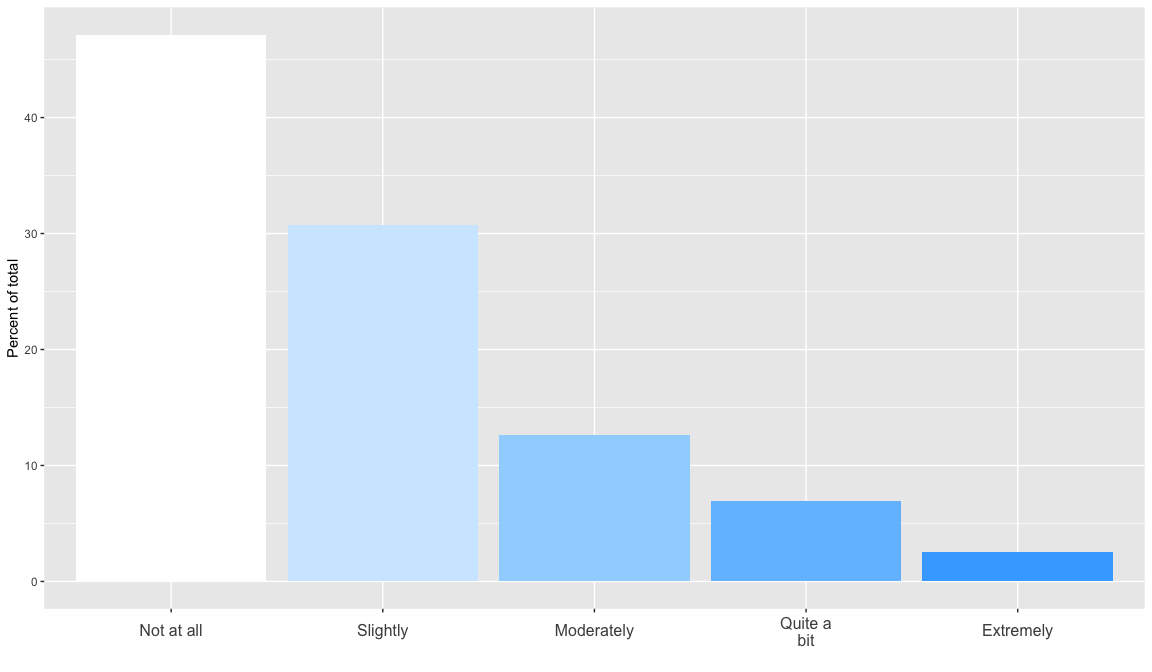 Percent of total
40
30
20
10
0
Not at all
Slightly
Moderately
Quite a
bit
Extremely